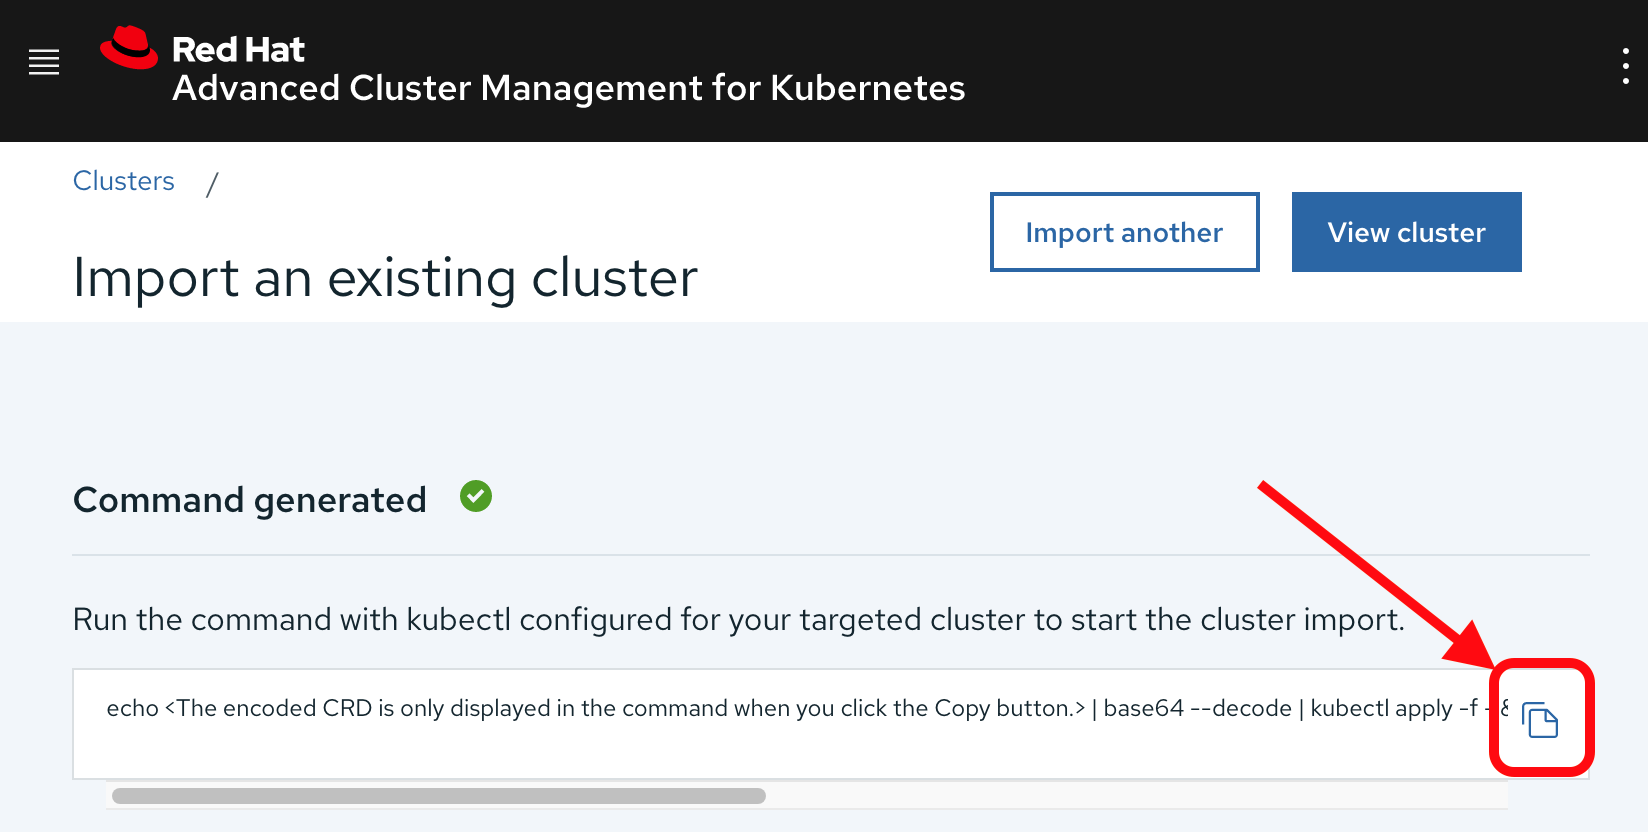 Red Hat
Advanced Cluster Management for Kubernetes
Clusters /
Import another
View cluster
Import an existing cluster
Command generated
Run the command with kubectl configured for your targeted cluster to start the cluster import.
echo <The encoded CRD is only displayed in the command when you click the Copy button.> | base64 --decode | kubectl apply -f - &